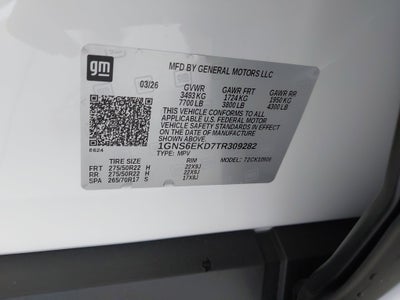 gm
MFD BY GENERAL MOTORS LLC
03/26 GVWR GAWR FRT GAWR RR
3493 KG 1724 KG 1950 KG
7700 LB 3800 LB 4300 LB
THIS VEHICLE CONFORMS TO ALL
APPLICABLE U.S. FEDERAL MOTOR
VEHICLE SAFETY STANDARDS IN
EFFECT ON THE DATE OF MANUFACTURE
SHOWN ABOVE.
1GNS6EKD7TR309282
6624 TYPE: MPV MODEL: T1CK10906
TIRE SIZE RIM
FRT 275/50R22 H 22X9J
RR 275/50R22 H 22X9J
SPA 265/70R17 S 17X8J